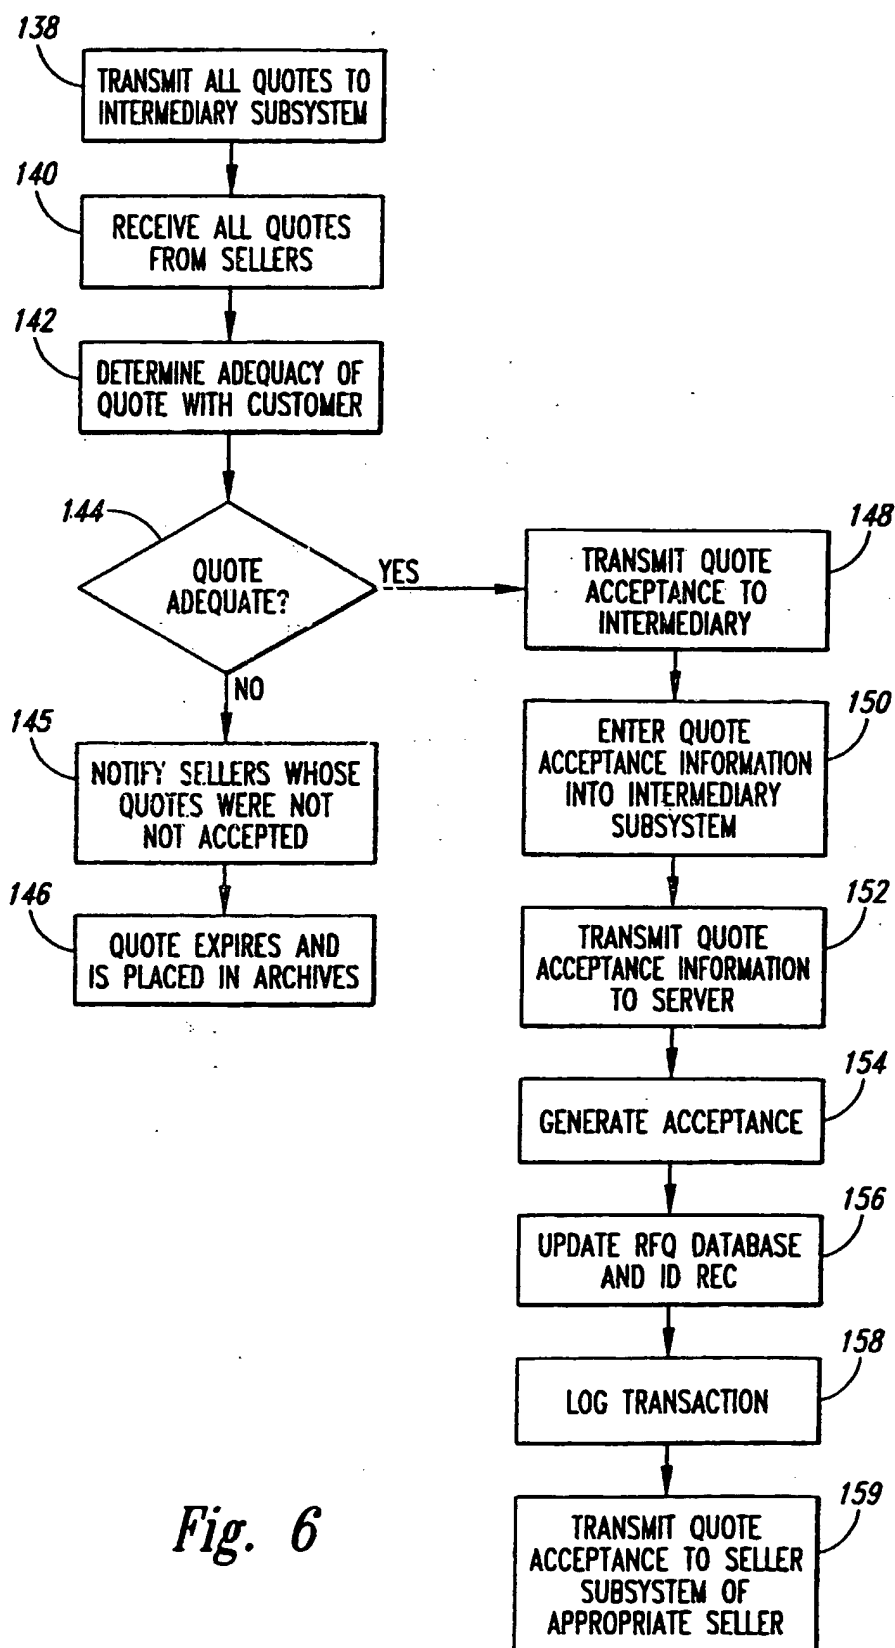 138
TRANSMIT ALL QUOTES TO
INTERMEDIARY SUBSYSTEM
140
RECEIVE ALL QUOTES
FROM SELLERS
142
DETERMINE ADEQUACY OF
QUOTE WITH CUSTOMER
144
QUOTE
ADEQUATE?
YES
NO
145
NOTIFY SELLERS WHOSE
QUOTES WERE NOT
NOT ACCEPTED
146
QUOTE EXPIRES AND
IS PLACED IN ARCHIVES
148
TRANSMIT QUOTE
ACCEPTANCE TO
INTERMEDIARY
150
ENTER QUOTE
ACCEPTANCE INFORMATION
INTO INTERMEDIARY
SUBSYSTEM
152
TRANSMIT QUOTE
ACCEPTANCE INFORMATION
TO SERVER
154
GENERATE ACCEPTANCE
156
UPDATE RFQ DATABASE
AND ID REC
158
LOG TRANSACTION
159
TRANSMIT QUOTE
ACCEPTANCE TO SELLER
SUBSYSTEM OF
APPROPRIATE SELLER
Fig. 6